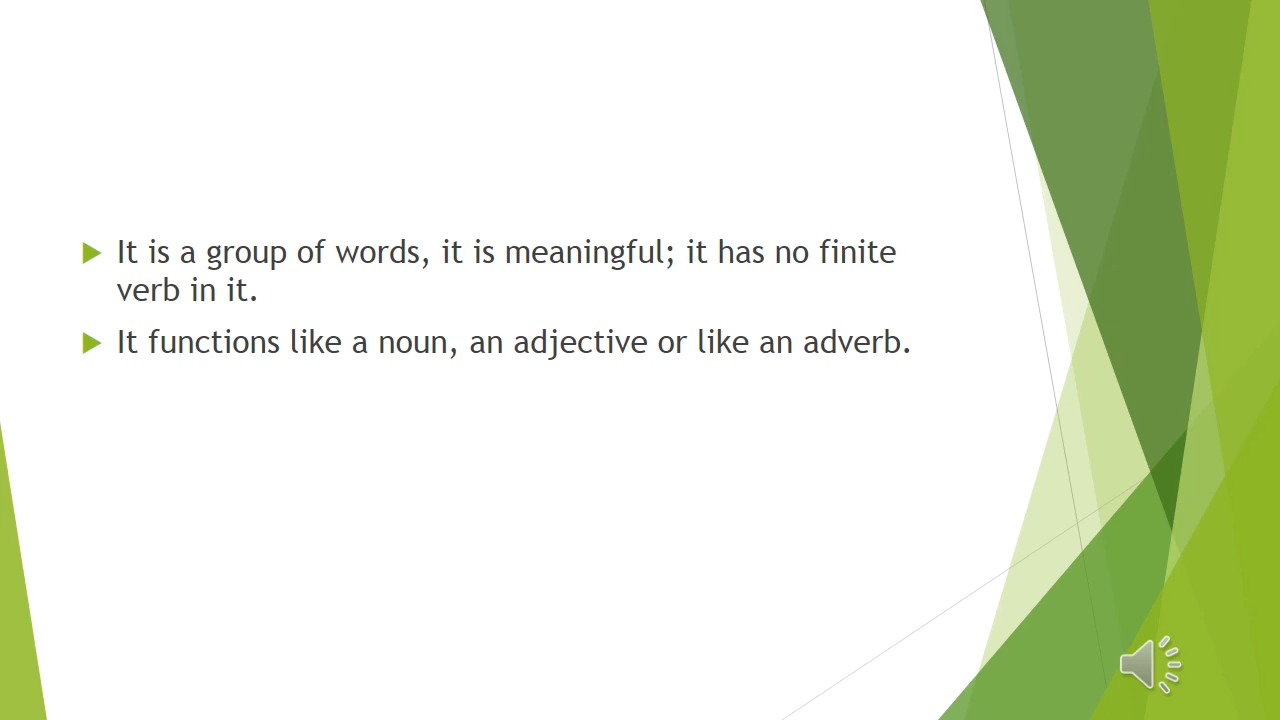 It is a group of words, it is meaningful; it has no finite
verb in it.
It functions like a noun, an adjective or like an adverb.